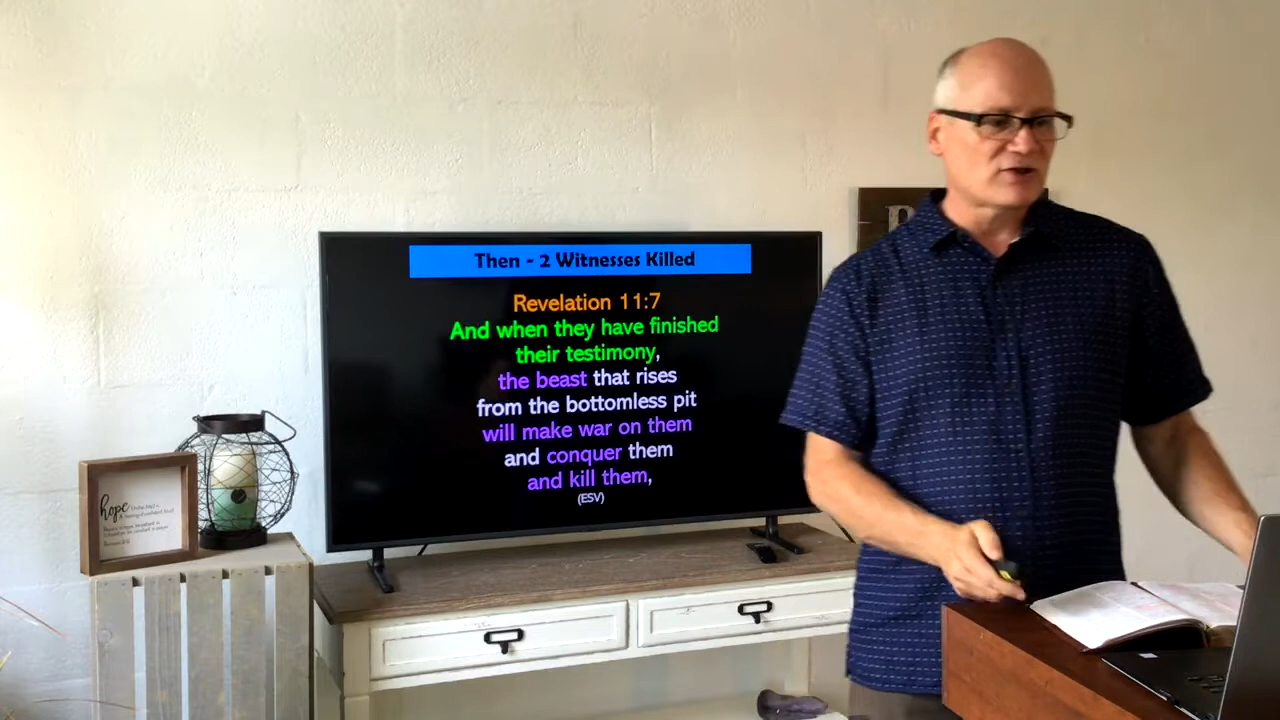 Then - 2 Witnesses Killed
Revelation 11:7
And when they have finished
their testimony,
the beast that rises
from the bottomless pit
will make war on them
and conquer them
and kill them,
(ESV)
hope